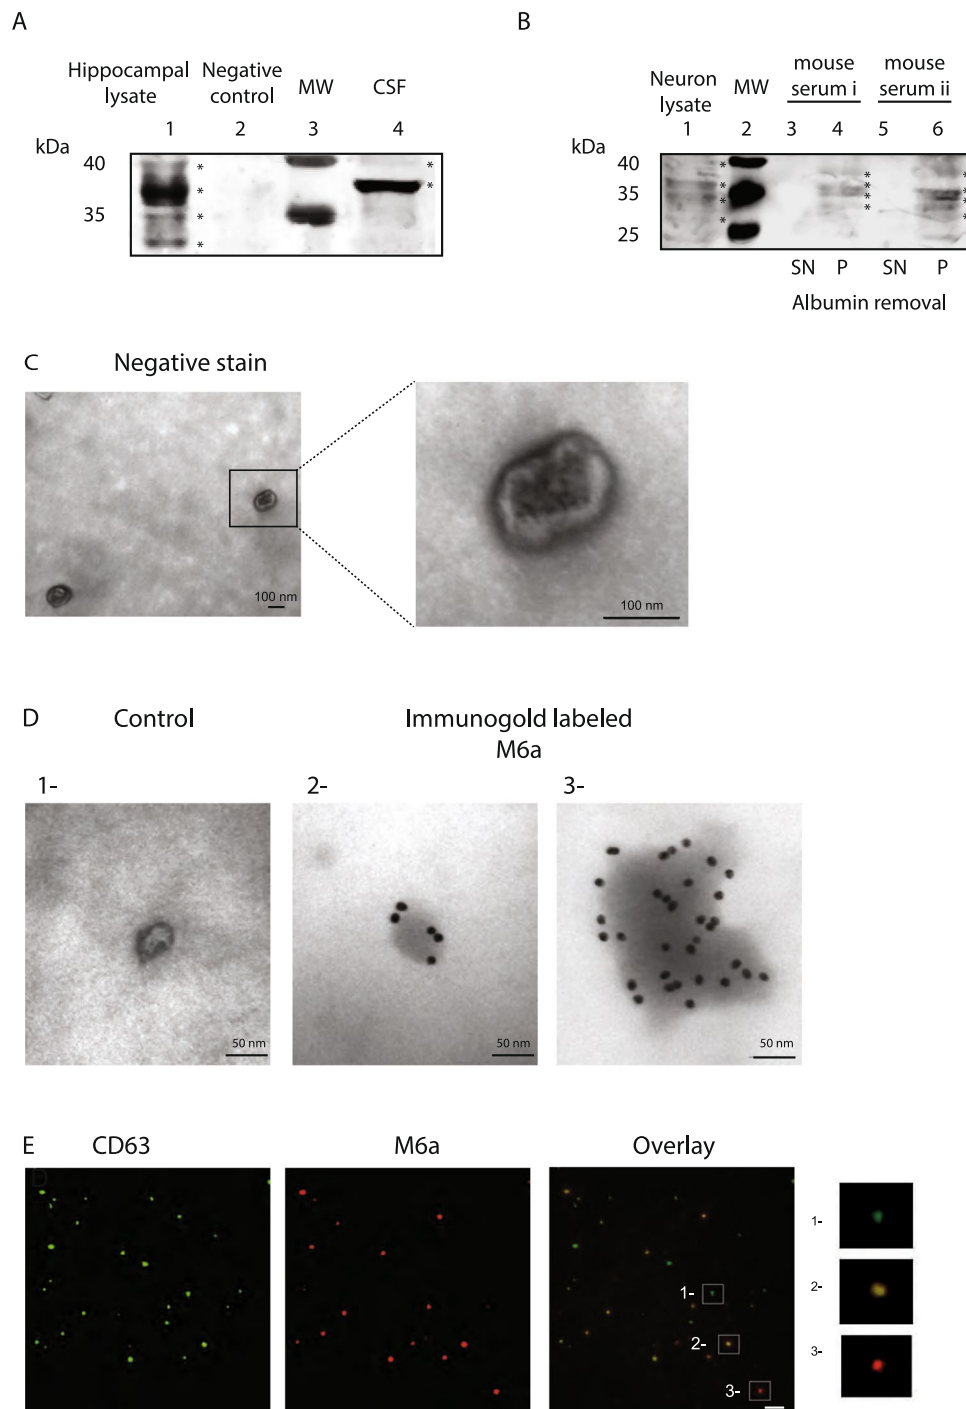 A
Hippocampal
lysate
Negative
control
MW
CSF
1
2
3
4
kDa
40
35
*
*
*
*
*
*
B
Neuron
lysate
MW
mouse
serum i
mouse
serum ii
1
2
3
4
5
6
kDa
40
35
25
*
*
*
*
*
*
*
*
*
*
*
*
SN
P
SN
P
Albumin removal
C
Negative stain
100 nm
100 nm
D
Control
Immunogold labeled
M6a
1-
2-
3-
50 nm
50 nm
50 nm
E
CD63
M6a
Overlay
1-
2-
3-
1-
2-
3-